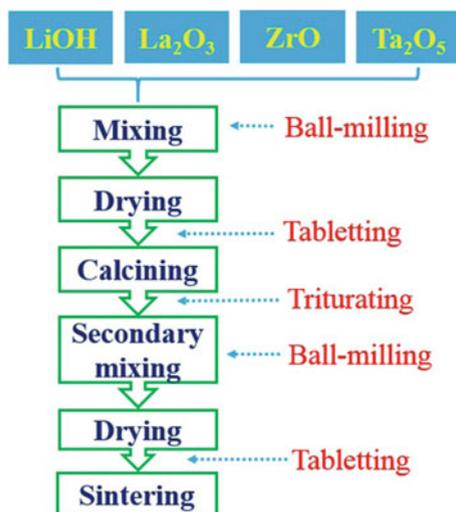 LiOH La₂O₃ ZrO Ta₂O₅
Mixing Ball-milling
Drying
Tabletting
Calcining
Triturating
Secondary
mixing Ball-milling
Drying
Tabletting
Sintering